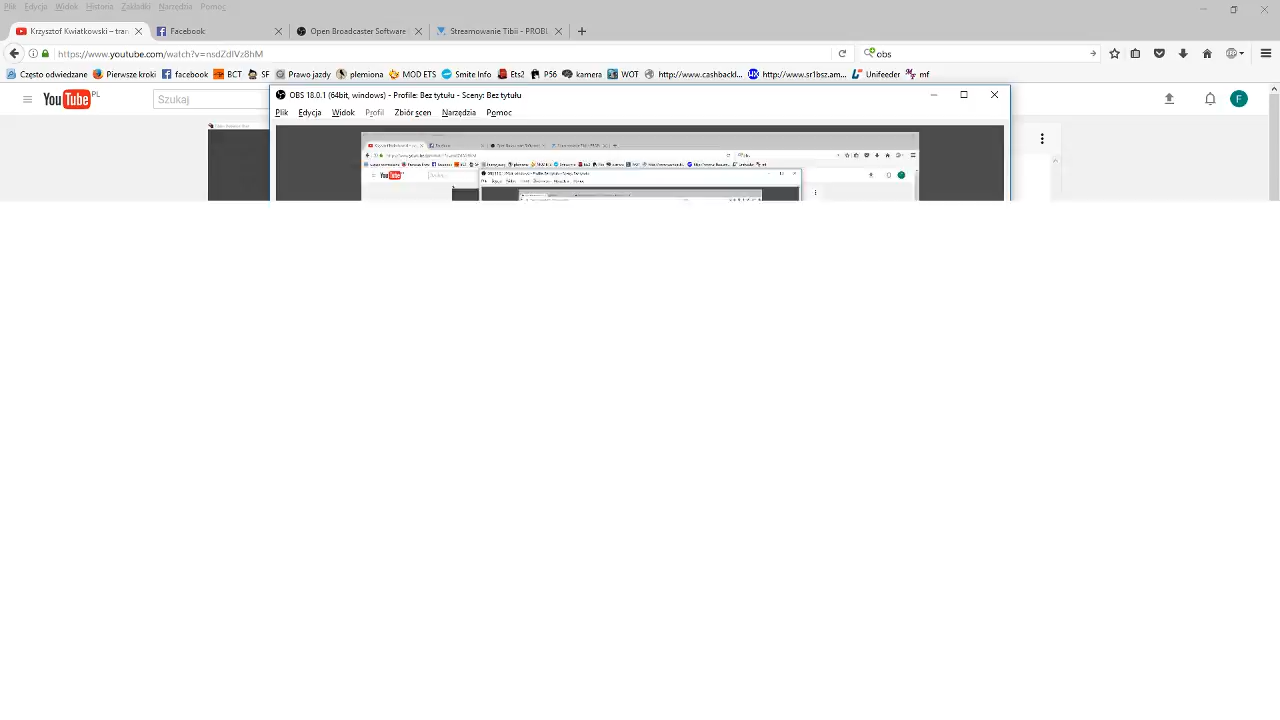 Plik Edycja Widok Historia Zakładki Narzędzia Pomoc
Krzysztof Kwiatkowski – tran Facebook Open Broadcaster Software Streamowanie Tibii - PROBL
https://www.youtube.com/watch?v=nsdZdIVz8hM obs
Często odwiedzane Pierwsze kroki facebook BCT SF Prawo jazdy plemiona MOD ETS Smite Info Ets2 P56 kamera WOT http://www.cashbackl... http://www.sr1bsz.am... Unifeeder mf
YouTube PL Szukaj F
OBS 18.0.1 (64bit, windows) - Profile: Bez tytułu - Sceny: Bez tytułu
Plik Edycja Widok Profil Zbiór scen Narzędzia Pomoc